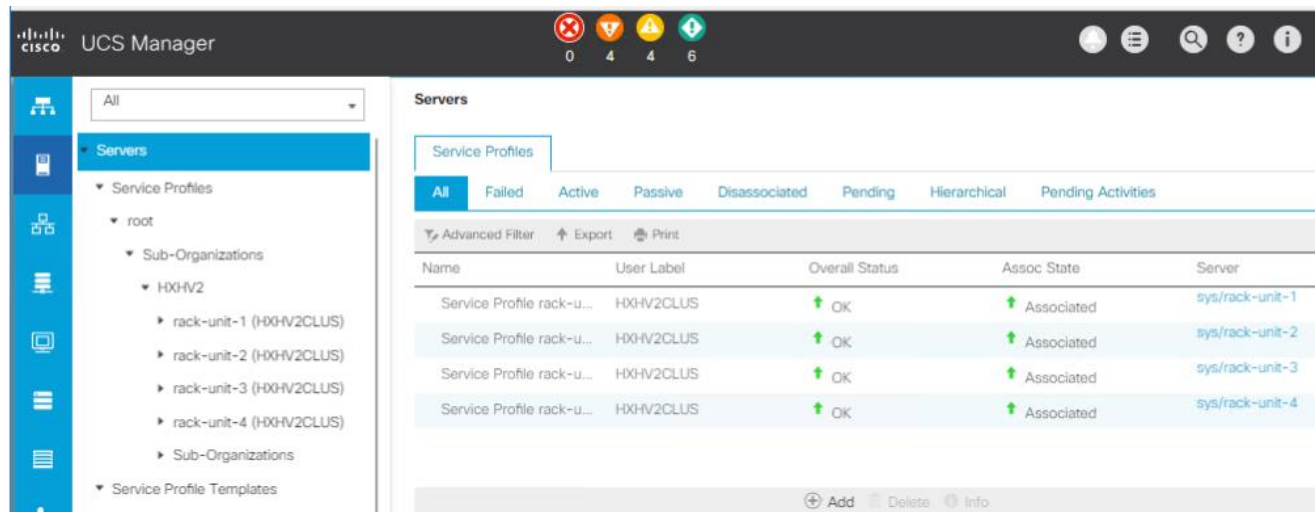 cisco UCS Manager
0 4 4 6
All
Servers
Service Profiles
root
Sub-Organizations
HXHV2
rack-unit-1 (HXHV2CLUS)
rack-unit-2 (HXHV2CLUS)
rack-unit-3 (HXHV2CLUS)
rack-unit-4 (HXHV2CLUS)
Sub-Organizations
Service Profile Templates
Servers
Service Profiles
All Failed Active Passive Disassociated Pending Hierarchical Pending Activities
Advanced Filter Export Print
Name User Label Overall Status Assoc State Server
Service Profile rack-u... HXHV2CLUS OK Associated sys/rack-unit-1
Service Profile rack-u... HXHV2CLUS OK Associated sys/rack-unit-2
Service Profile rack-u... HXHV2CLUS OK Associated sys/rack-unit-3
Service Profile rack-u... HXHV2CLUS OK Associated sys/rack-unit-4
Add Delete Info